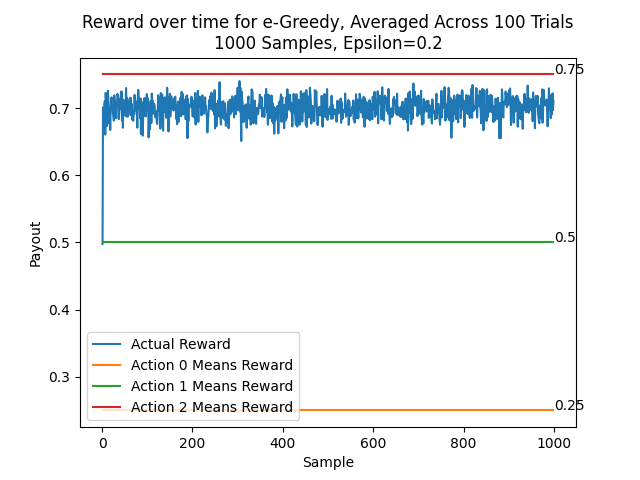 Reward over time for e-Greedy, Averaged Across 100 Trials
1000 Samples, Epsilon=0.2
0.75
0.7
0.6
0.5
0.5
0.4
0.3
0.25
Payout
Actual Reward
Action 0 Means Reward
Action 1 Means Reward
Action 2 Means Reward
0
200
400
600
800
1000
Sample